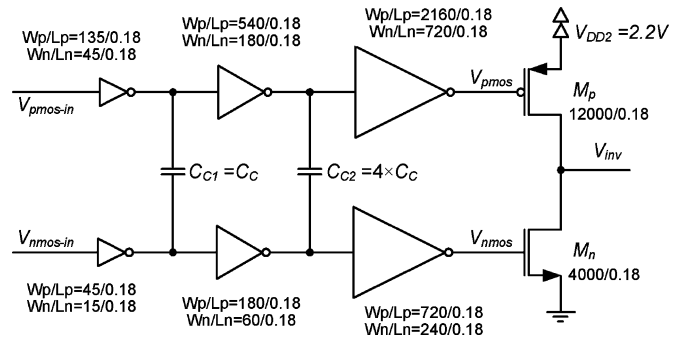 Wp/Lp=135/0.18
Wn/Ln=45/0.18
Wp/Lp=540/0.18
Wn/Ln=180/0.18
Wp/Lp=2160/0.18
Wn/Ln=720/0.18
VDD2 =2.2V
Vpmos-in
Vpmos
Mp
12000/0.18
CC1 =CC
CC2 =4×CC
Vinv
Vnmos-in
Vnmos
Mn
4000/0.18
Wp/Lp=45/0.18
Wn/Ln=15/0.18
Wp/Lp=180/0.18
Wn/Ln=60/0.18
Wp/Lp=720/0.18
Wn/Ln=240/0.18